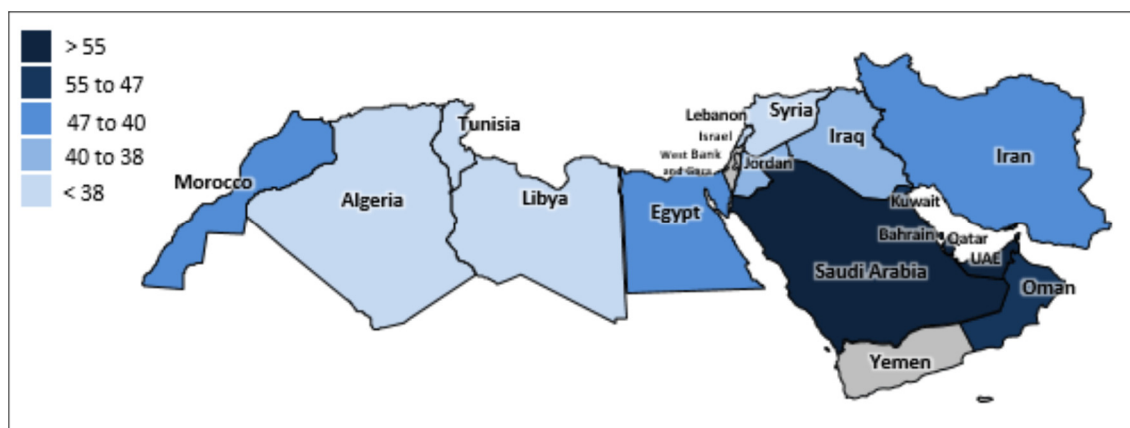 > 55
55 to 47
47 to 40
40 to 38
< 38
Morocco
Algeria
Tunisia
Libya
Egypt
Lebanon
Israel
West Bank
and Gaza
Syria
Jordan
Iraq
Iran
Kuwait
Bahrain
Qatar
UAE
Saudi Arabia
Oman
Yemen